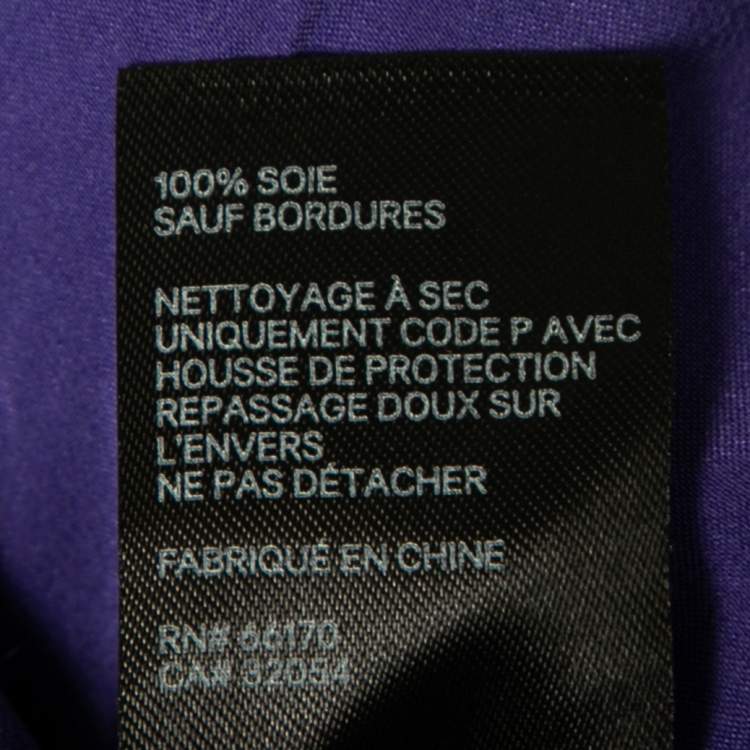 100% SOIE
SAUF BORDURES
NETTOYAGE À SEC
UNIQUEMENT CODE P AVEC
HOUSSE DE PROTECTION
REPASSAGE DOUX SUR
L'ENVERS
NE PAS DÉTACHER
FABRIQUÉ EN CHINE
RN# 66170
CA# 32054